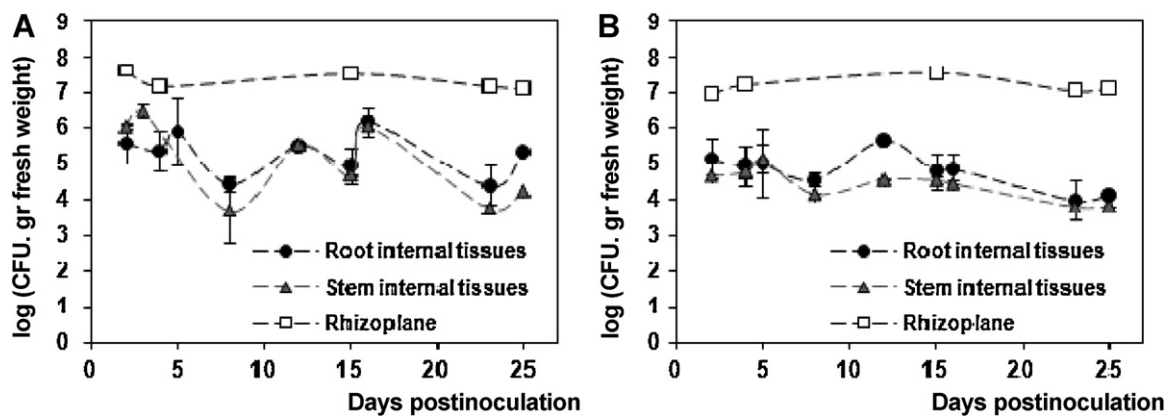 A
log (CFU. gr fresh weight)
9
8
7
6
5
4
3
2
1
0
Root internal tissues
Stem internal tissues
Rhizoplane
0 5 10 15 20 25
Days postinoculation
B
log (CFU. gr fresh weight)
9
8
7
6
5
4
3
2
1
0
Root internal tissues
Stem internal tissues
Rhizoplane
0 5 10 15 20 25
Days postinoculation